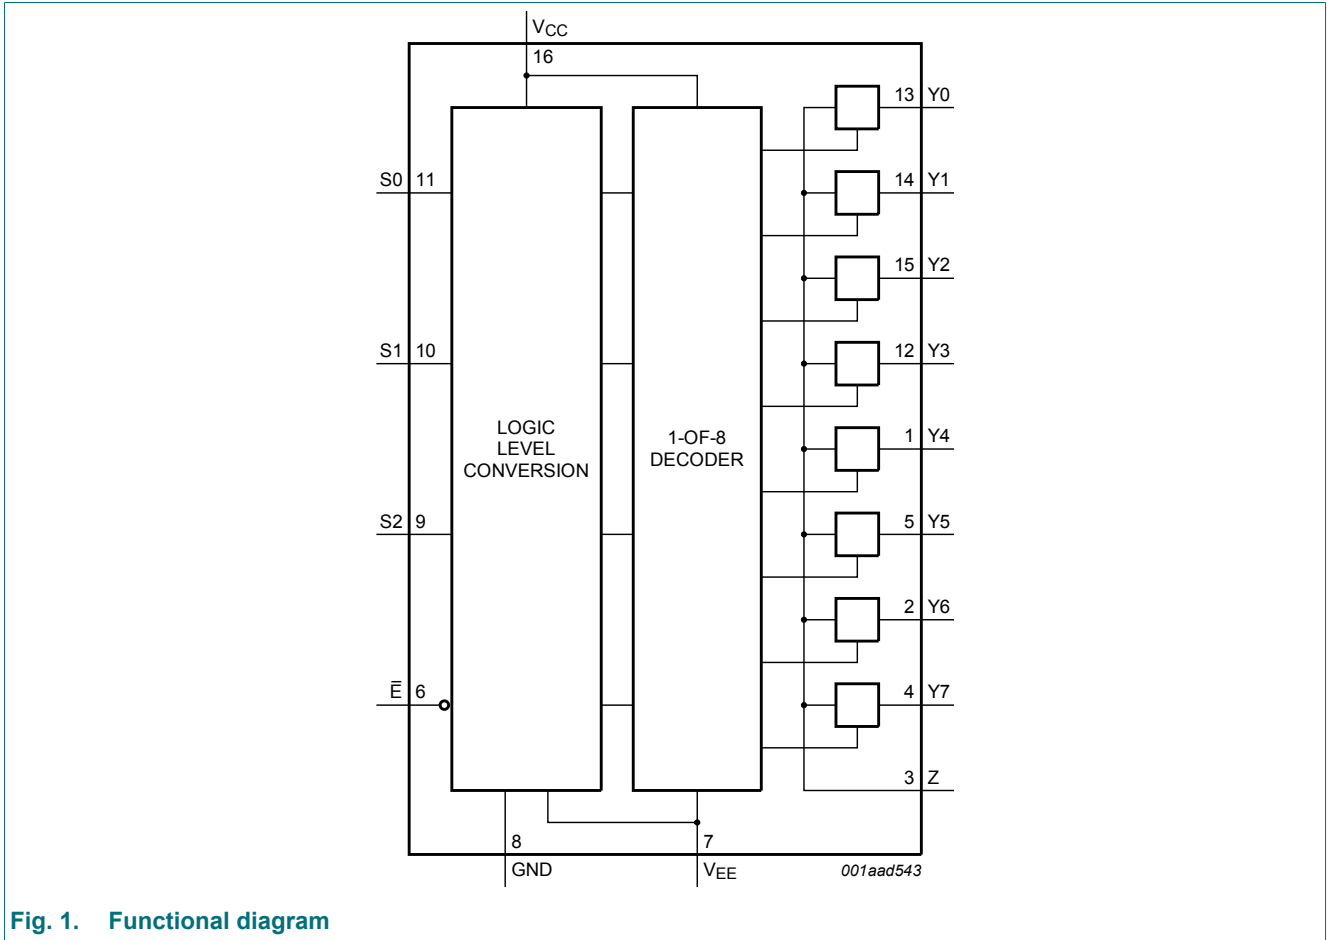 VCC
16
13 Y0
S0 11
14 Y1
15 Y2
S1 10
12 Y3
LOGIC
LEVEL
CONVERSION
1-OF-8
DECODER
1 Y4
S2 9
5 Y5
2 Y6
E̅ 6
4 Y7
3 Z
8
GND
7
VEE
001aad543
Fig. 1. Functional diagram